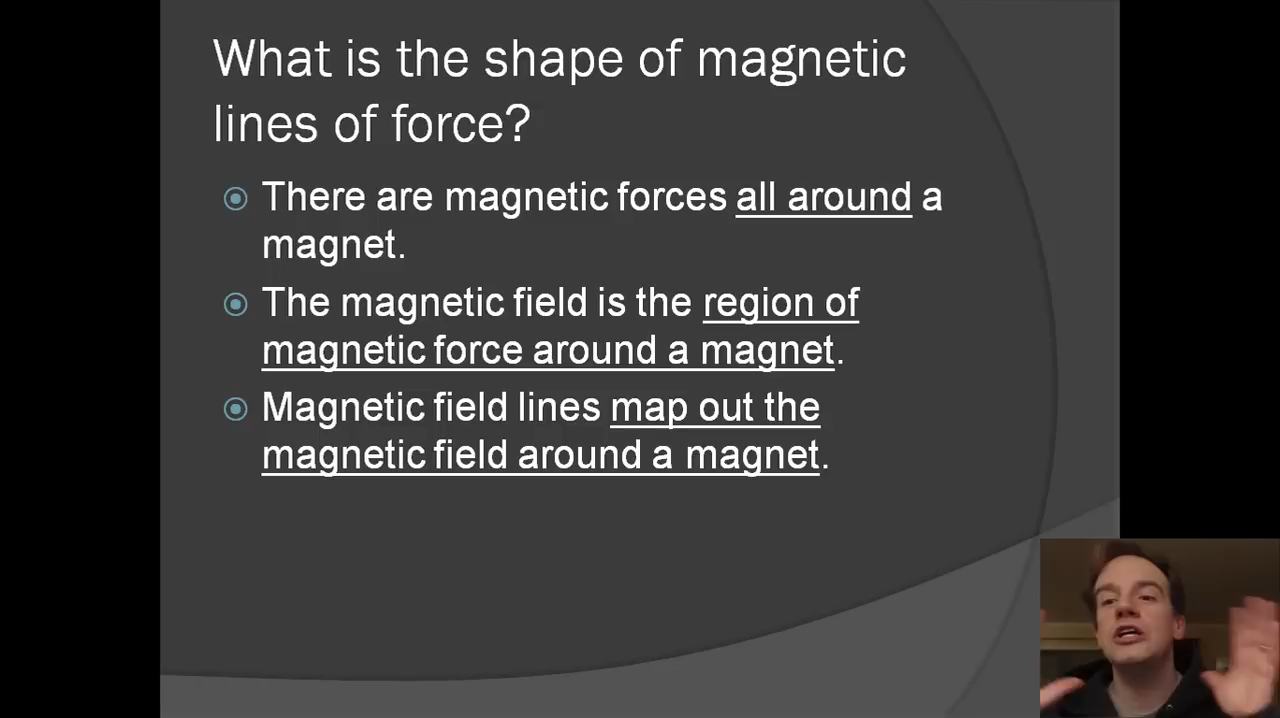 What is the shape of magnetic
lines of force?
There are magnetic forces all around a
magnet.
The magnetic field is the region of
magnetic force around a magnet.
Magnetic field lines map out the
magnetic field around a magnet.